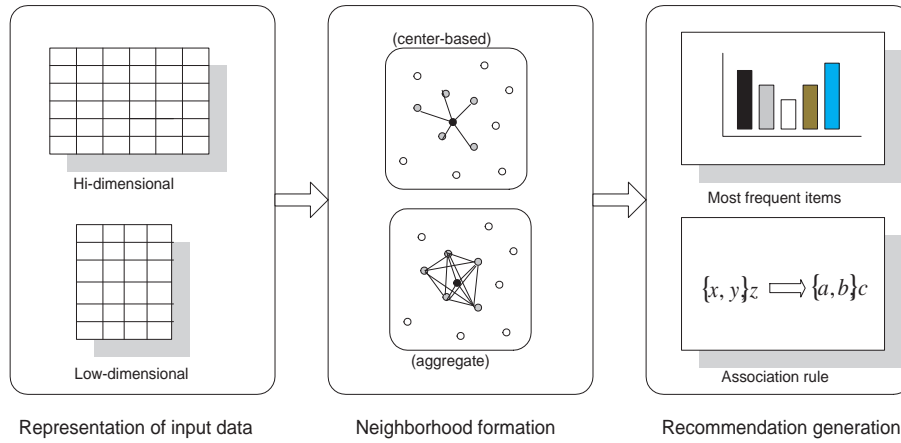 Hi-dimensional
Low-dimensional
Representation of input data
(center-based)
(aggregate)
Neighborhood formation
Most frequent items
{x, y}z {a,b}c
Association rule
Recommendation generation